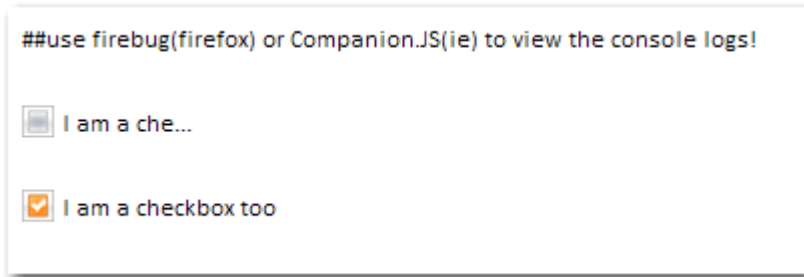 ##use firebug(firefox) or Companion.JS(ie) to view the console logs!
I am a che...
I am a checkbox too